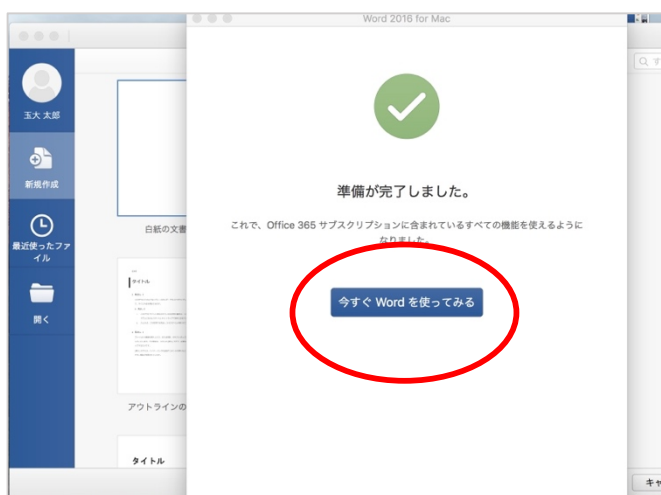 Word 2016 for Mac
玉大 太郎
新規作成
最近使ったファ
イル
開く
白紙の文書
タイトル
アウトラインの
タイトル
準備が完了しました。
これで、Office 365 サブスクリプションに含まれているすべての機能を使えるように
なりました。
今すぐ Word を使ってみる
す
キャ